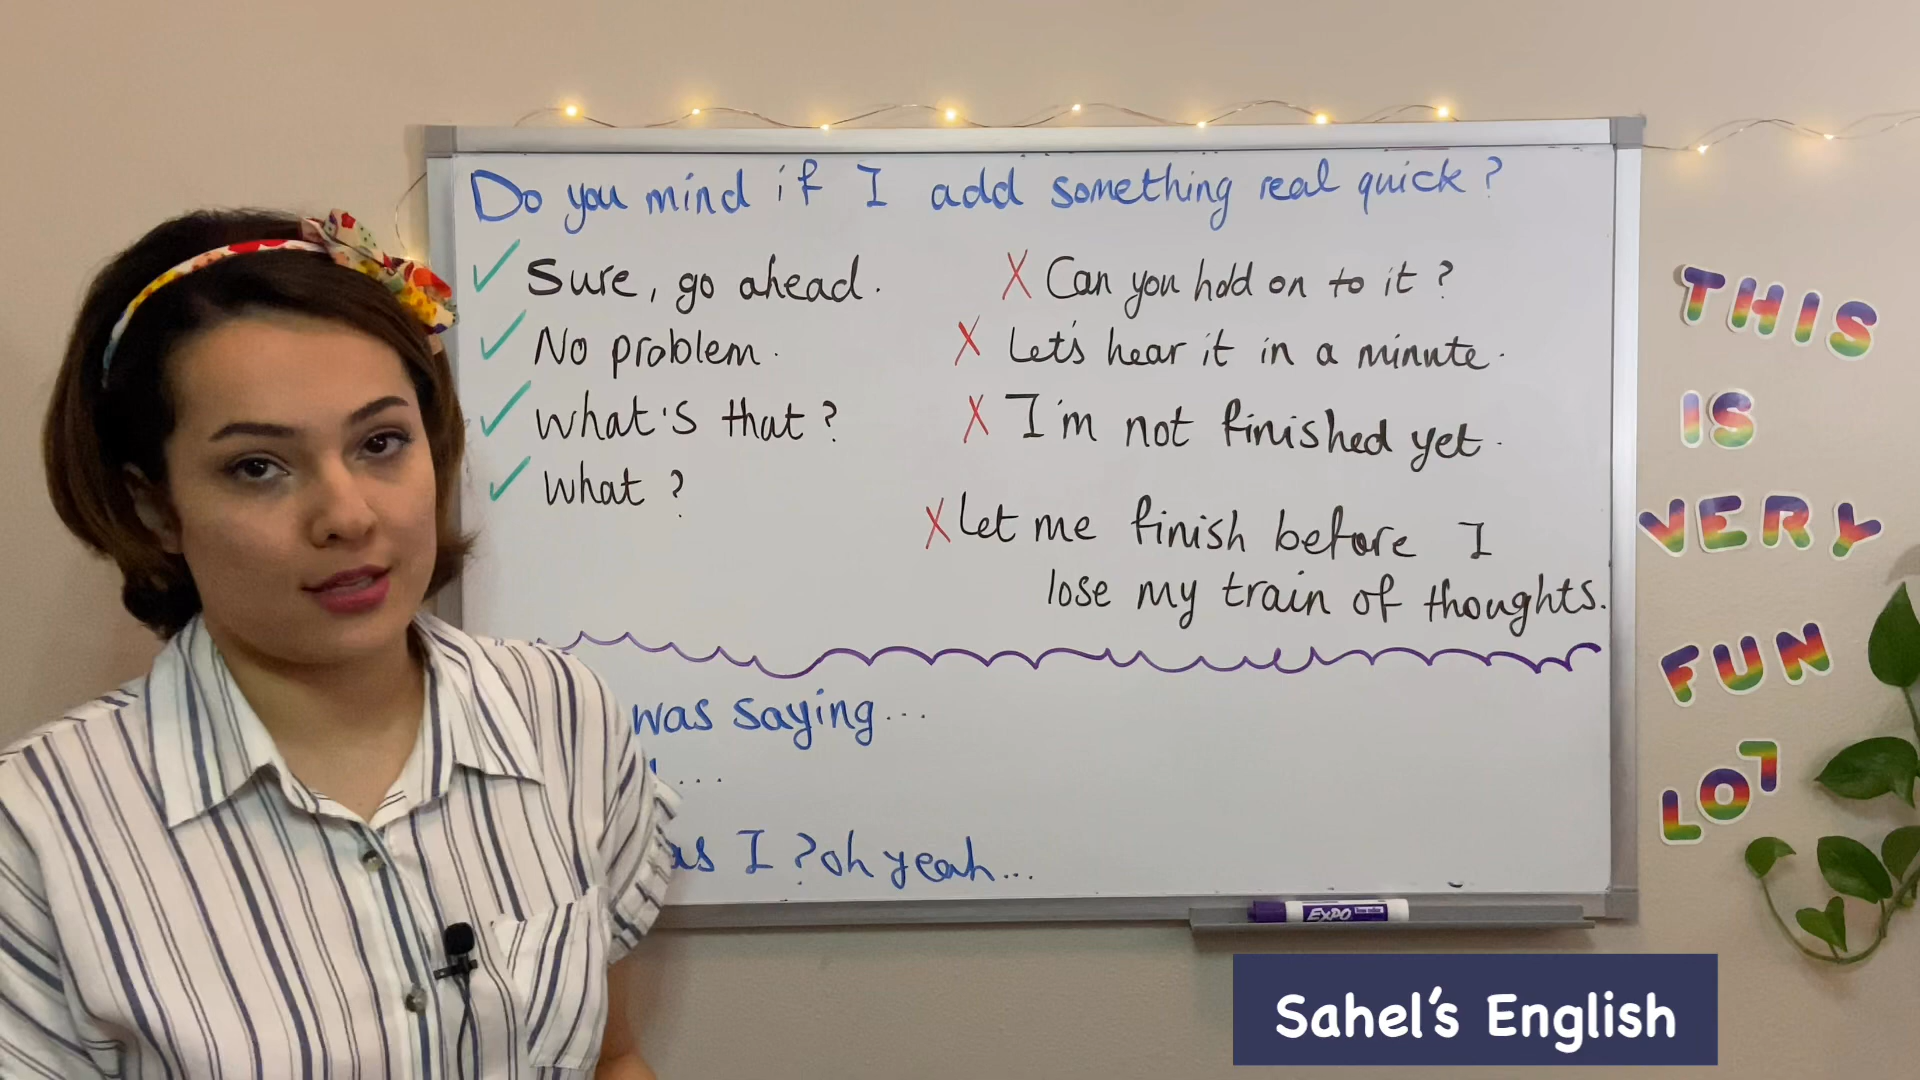 Do you mind if I add something real quick?
✓ Sure, go ahead.
✓ No problem.
✓ What's that?
✓ What?
X Can you hold on to it?
X Let's hear it in a minute.
X I'm not finished yet.
X Let me finish before I
lose my train of thoughts.
was saying...
...
I? oh yeah...
THIS
IS
VERY
FUN
LOT
EXPO
Sahel's English